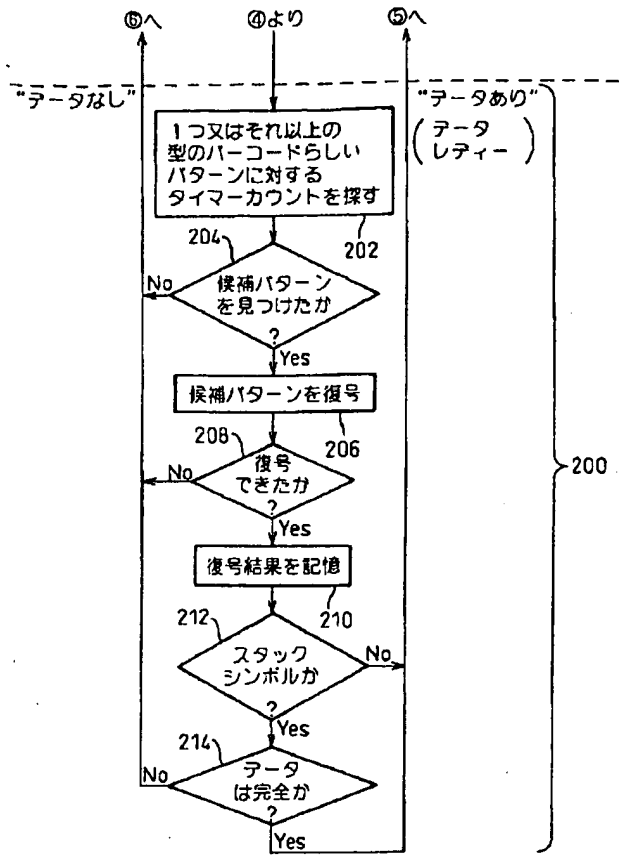 ⑥へ
④より
⑤へ
"データなし"
"データあり"
(データ
レディー)
1つ又はそれ以上の
型のバーコードらしい
パターンに対する
タイマーカウントを探す
202
204
候補パターン
を見つけたか
?
No
Yes
候補パターンを復号
206
208
復号
できたか
?
No
Yes
200
復号結果を記憶
210
212
スタック
シンボルか
?
No
Yes
214
データ
は完全か
?
No
Yes